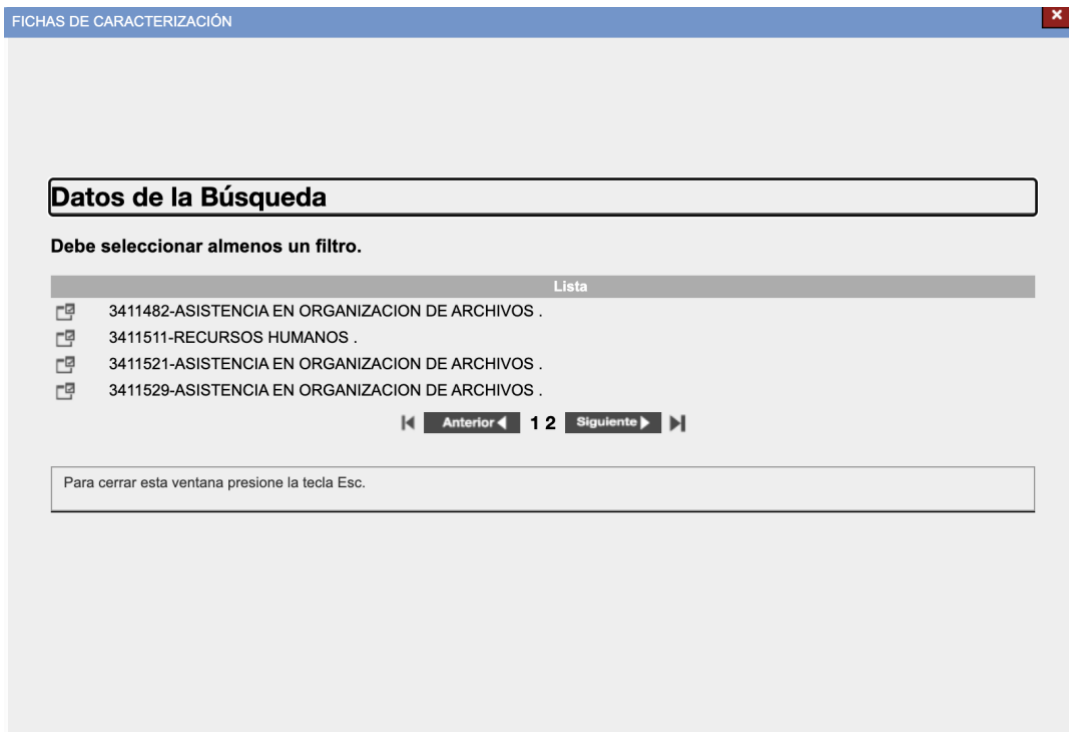 FICHAS DE CARACTERIZACIÓN
Datos de la Búsqueda
Debe seleccionar almenos un filtro.
Lista
3411482-ASISTENCIA EN ORGANIZACION DE ARCHIVOS .
3411511-RECURSOS HUMANOS .
3411521-ASISTENCIA EN ORGANIZACION DE ARCHIVOS .
3411529-ASISTENCIA EN ORGANIZACION DE ARCHIVOS .
Anterior 1 2 Siguiente
Para cerrar esta ventana presione la tecla Esc.